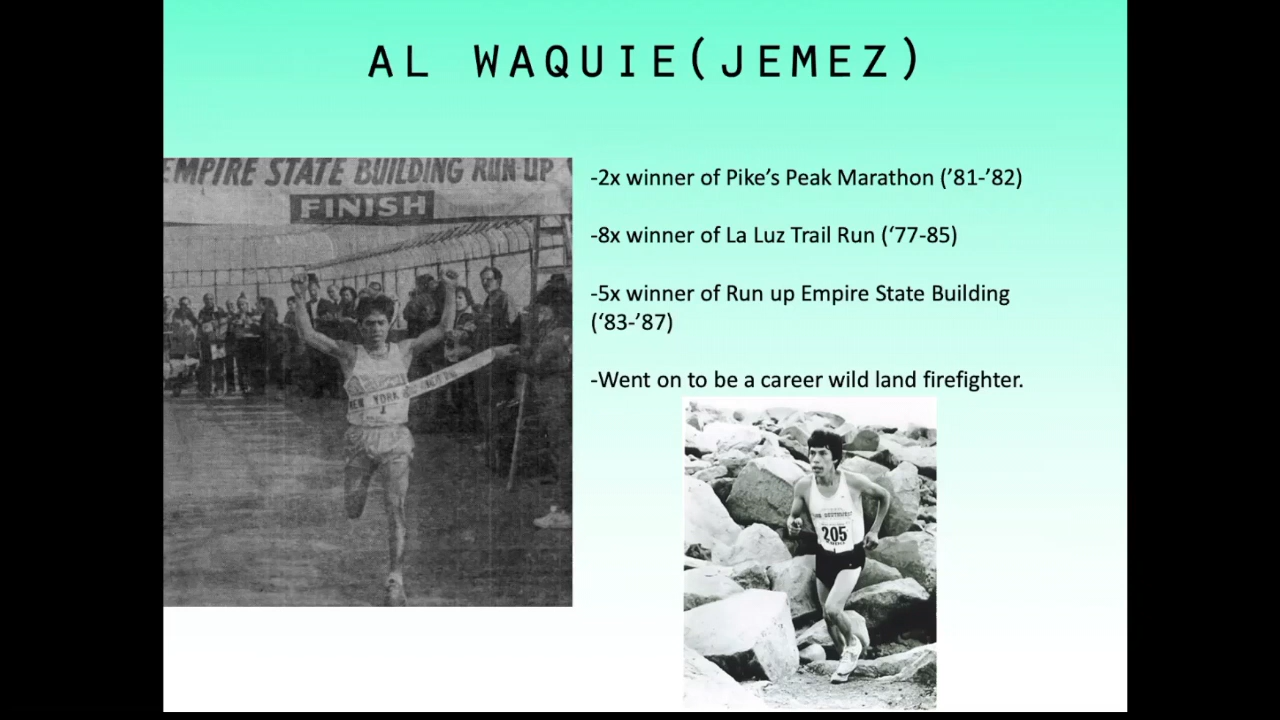 AL WAQUIE(JEMEZ)
EMPIRE STATE BUILDING RUN-UP
FINISH
NEW YORK
-2x winner of Pike’s Peak Marathon (’81-’82)
-8x winner of La Luz Trail Run (‘77-85)
-5x winner of Run up Empire State Building
(‘83-’87)
-Went on to be a career wild land firefighter.
205